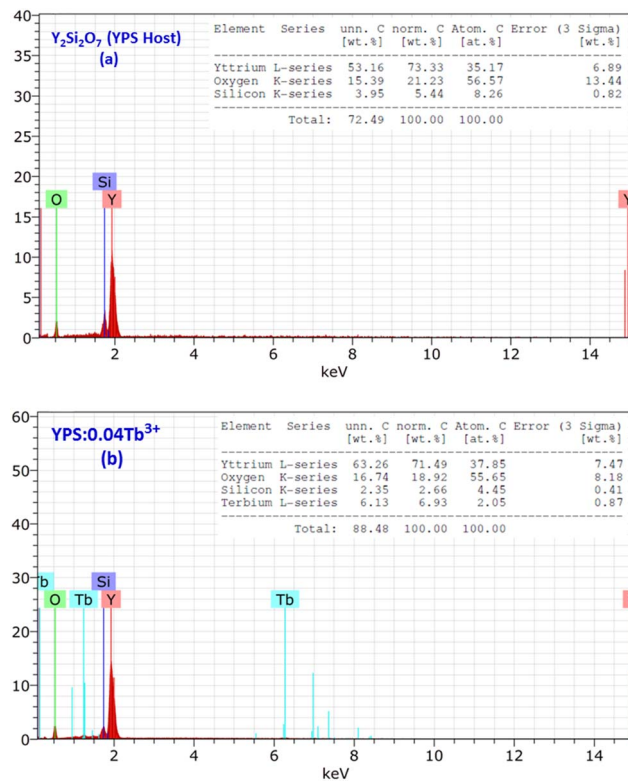 40
35
30
25
20
15
10
5
0
Y₂Si₂O₇ (YPS Host)
(a)
Element Series unn. C norm. C Atom. C Error (3 Sigma)
[wt.%] [wt.%] [at.%] [wt.%]
Yttrium L-series 53.16 73.33 35.17 6.89
Oxygen K-series 15.39 21.23 56.57 13.44
Silicon K-series 3.95 5.44 8.26 0.82
Total: 72.49 100.00 100.00
O Si Y Y
2 4 6 8 10 12 14
keV
60
50
40
30
20
10
0
YPS:0.04Tb³⁺
(b)
Element Series unn. C norm. C Atom. C Error (3 Sigma)
[wt.%] [wt.%] [at.%] [wt.%]
Yttrium L-series 63.26 71.49 37.85 7.47
Oxygen K-series 16.74 18.92 55.65 8.18
Silicon K-series 2.35 2.66 4.45 0.41
Terbium L-series 6.13 6.93 2.05 0.87
Total: 88.48 100.00 100.00
b O Tb Si Y Tb
2 4 6 8 10 12 14
keV